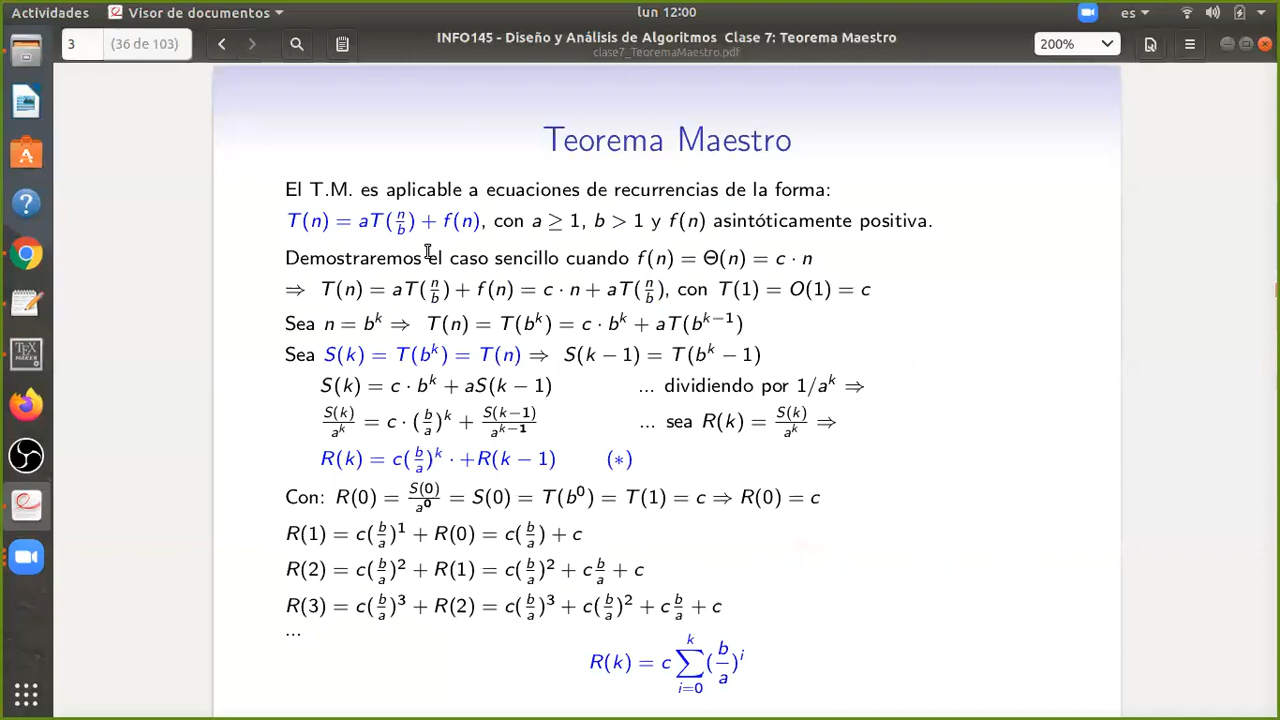 Actividades
Visor de documentos
lun 12:00
es
3
(36 de 103)
INFO145 - Diseño y Análisis de Algoritmos Clase 7: Teorema Maestro
clase7_TeoremaMaestro.pdf
200%
Teorema Maestro
El T.M. es aplicable a ecuaciones de recurrencias de la forma:
T(n) = aT(n/b) + f(n), con a ≥ 1, b > 1 y f(n) asintóticamente positiva.
Demostraremos el caso sencillo cuando f(n) = Θ(n) = c · n
⇒ T(n) = aT(n/b) + f(n) = c · n + aT(n/b), con T(1) = O(1) = c
Sea n = b^k ⇒ T(n) = T(b^k) = c · b^k + aT(b^{k−1})
Sea S(k) = T(b^k) = T(n) ⇒ S(k − 1) = T(b^k − 1)
S(k) = c · b^k + aS(k − 1) ... dividiendo por 1/a^k ⇒
S(k)/a^k = c · (b/a)^k + S(k−1)/a^{k−1} ... sea R(k) = S(k)/a^k ⇒
R(k) = c(b/a)^k · +R(k − 1) (∗)
Con: R(0) = S(0)/a^0 = S(0) = T(b^0) = T(1) = c ⇒ R(0) = c
R(1) = c(b/a)^1 + R(0) = c(b/a) + c
R(2) = c(b/a)^2 + R(1) = c(b/a)^2 + c b/a + c
R(3) = c(b/a)^3 + R(2) = c(b/a)^3 + c(b/a)^2 + c b/a + c
...
R(k) = c ∑_{i=0}^{k} (b/a)^i